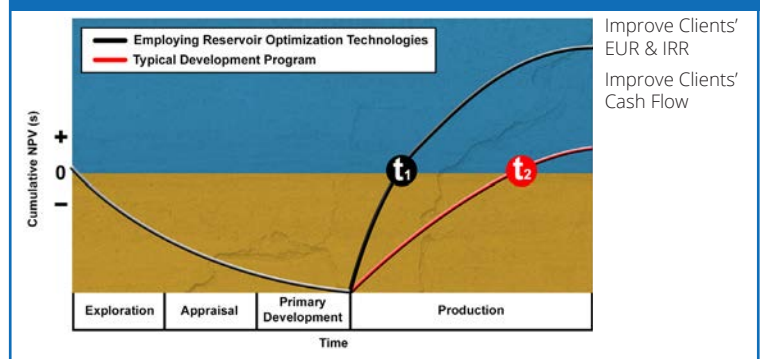 Employing Reservoir Optimization Technologies
Typical Development Program
Improve Clients'
EUR & IRR
Improve Clients'
Cash Flow
Cumulative NPV (s)
+
0
−
t1
t2
Exploration
Appraisal
Primary
Development
Production
Time